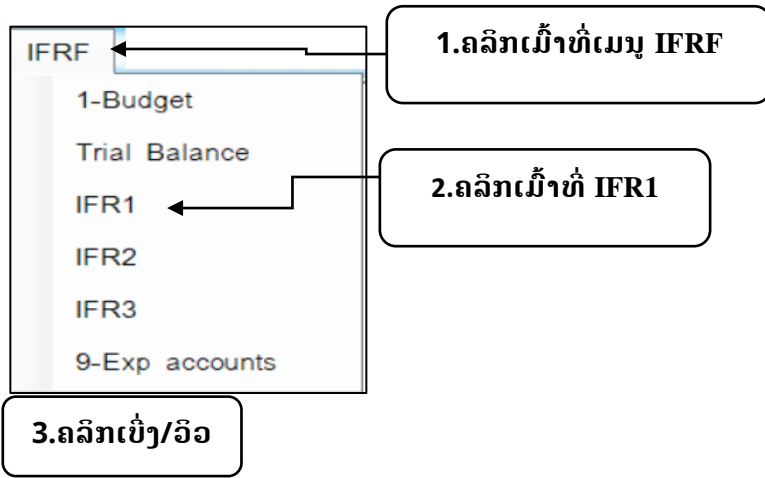 IFRF
1.ຄລິກເມົ້າທີ່ເມນູ IFRF
1-Budget
Trial Balance
IFR1
2.ຄລິກເມົ້າທີ່ IFR1
IFR2
IFR3
9-Exp accounts
3.ຄລິກເບິ່ງ/ວິວ